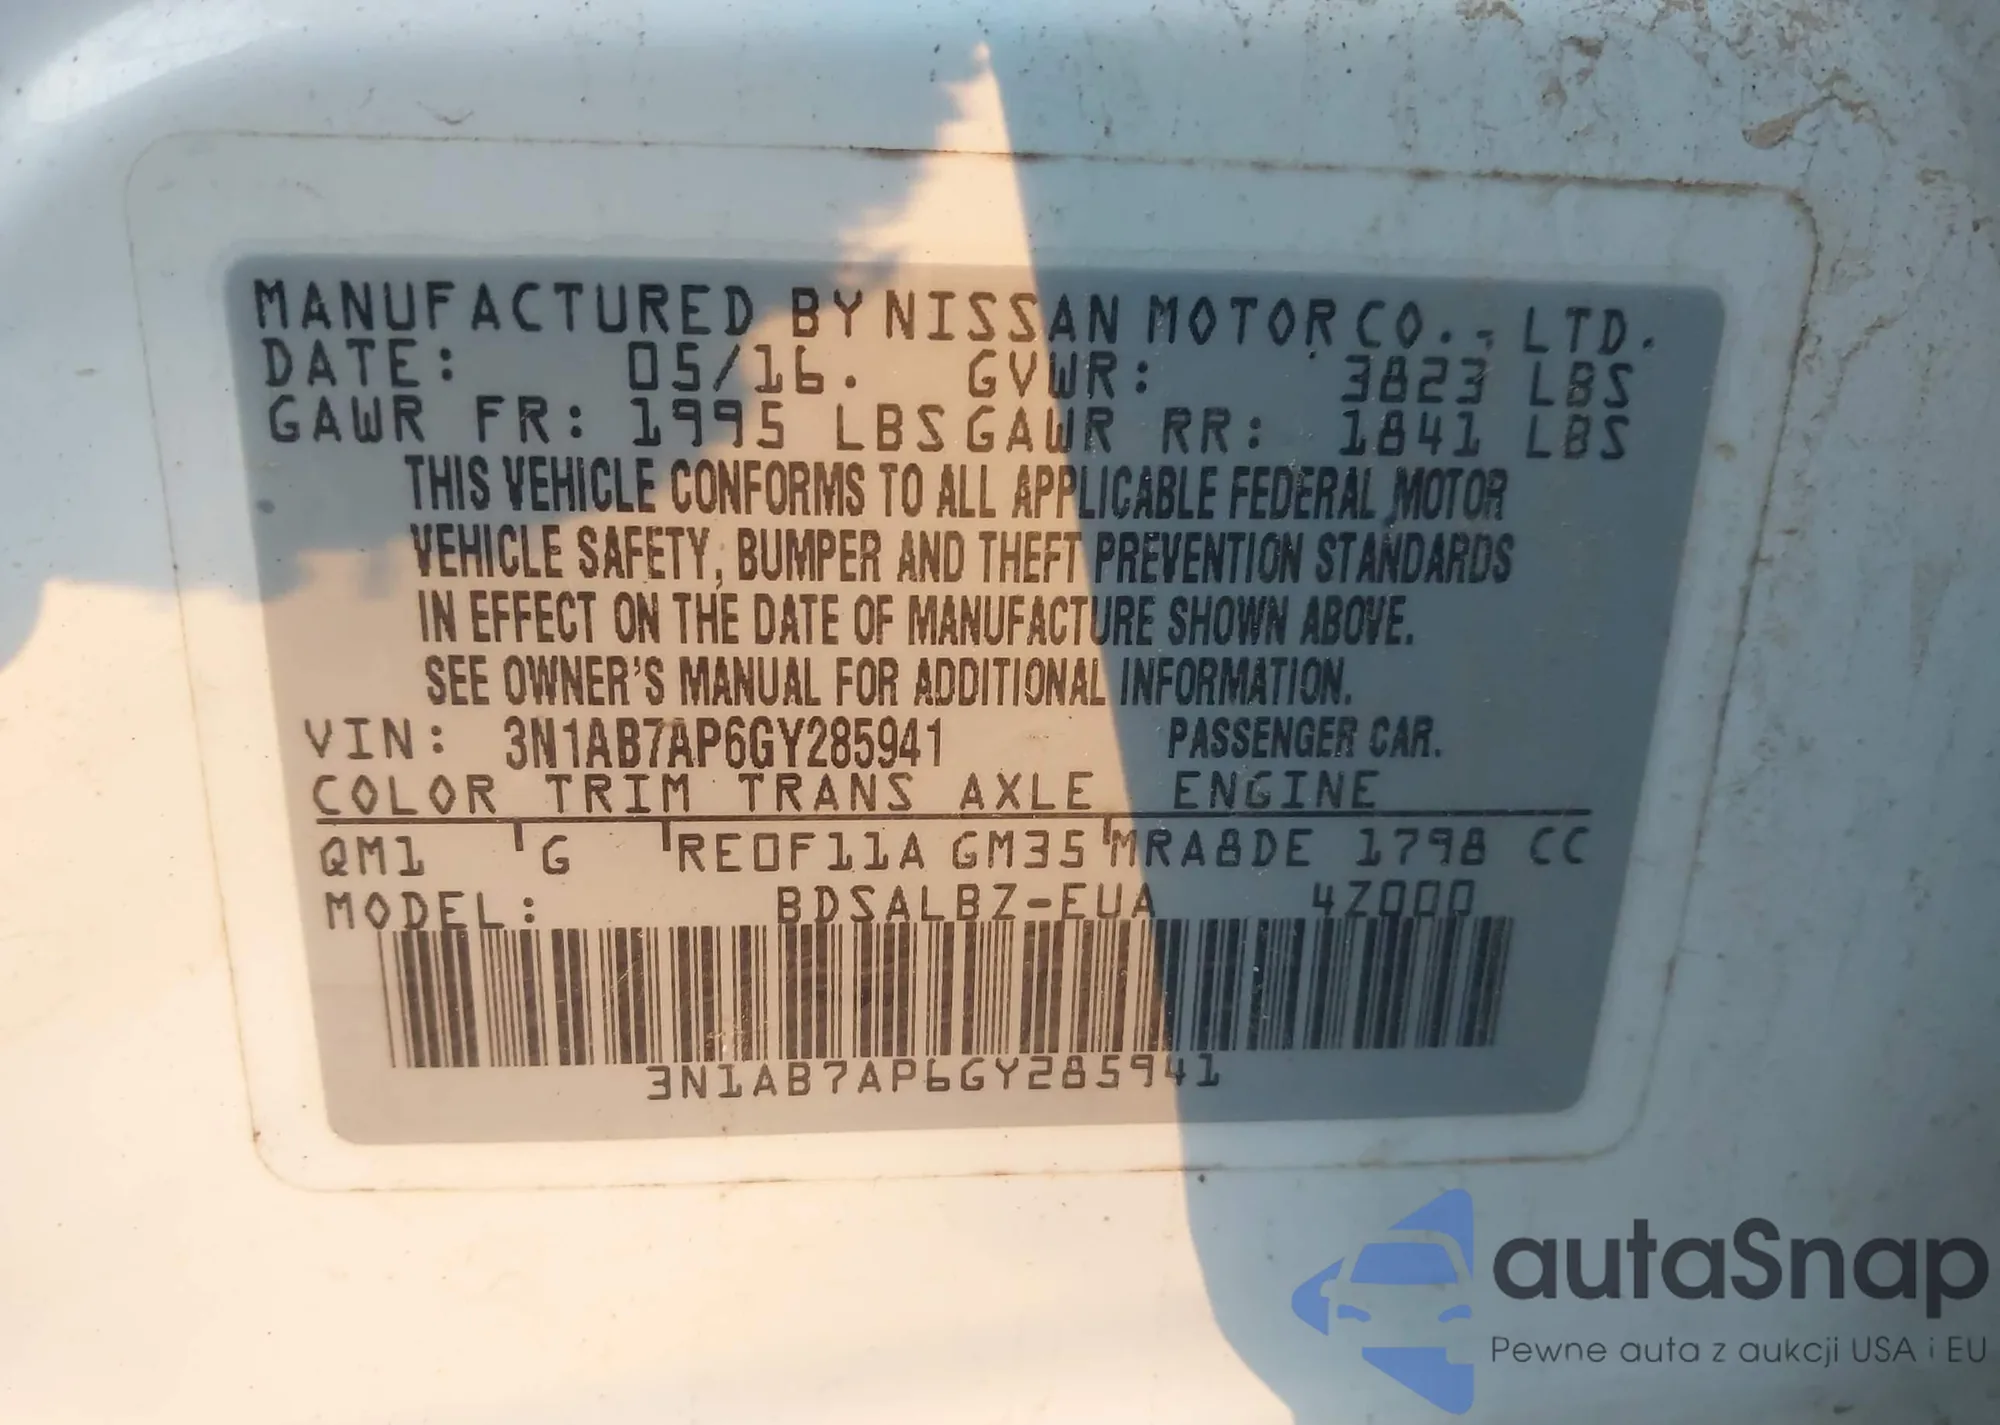 MANUFACTURED BY NISSAN MOTOR CO., LTD.
DATE: 05/16. GVWR: 3823 LBS
GAWR FR: 1995 LBS GAWR RR: 1841 LBS
THIS VEHICLE CONFORMS TO ALL APPLICABLE FEDERAL MOTOR
VEHICLE SAFETY, BUMPER AND THEFT PREVENTION STANDARDS
IN EFFECT ON THE DATE OF MANUFACTURE SHOWN ABOVE.
SEE OWNER'S MANUAL FOR ADDITIONAL INFORMATION.
VIN: 3N1AB7AP6GY285941 PASSENGER CAR.
COLOR TRIM TRANS AXLE ENGINE
QM1 G RE0F11A GM35 MRA8DE 1798 CC
MODEL: BDSALBZ-EUA 4Z000
3N1AB7AP6GY285941
autaSnap
Pewne auta z aukcji USA i EU